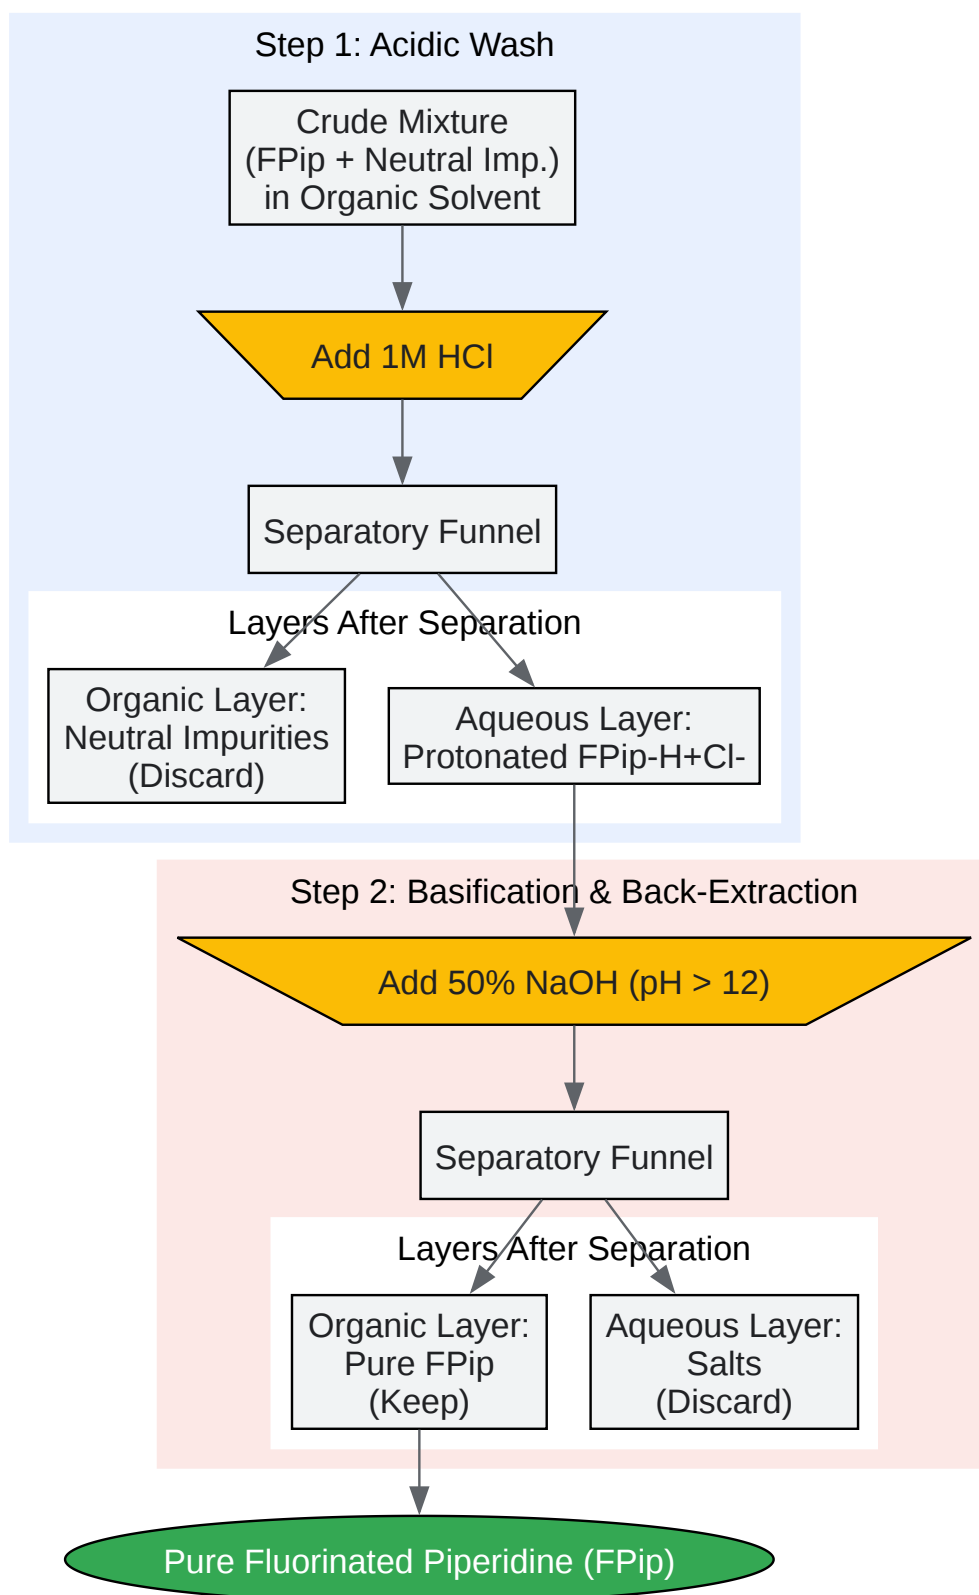 Step 1: Acidic Wash
Crude Mixture
(FPip + Neutral Imp.)
in Organic Solvent
Add 1M HCl
Separatory Funnel
Layers After Separation
Organic Layer:
Neutral Impurities
(Discard)
Aqueous Layer:
Protonated FPip-H+Cl-
Step 2: Basification & Back-Extraction
Add 50% NaOH (pH > 12)
Separatory Funnel
Layers After Separation
Organic Layer:
Pure FPip
(Keep)
Aqueous Layer:
Salts
(Discard)
Pure Fluorinated Piperidine (FPip)